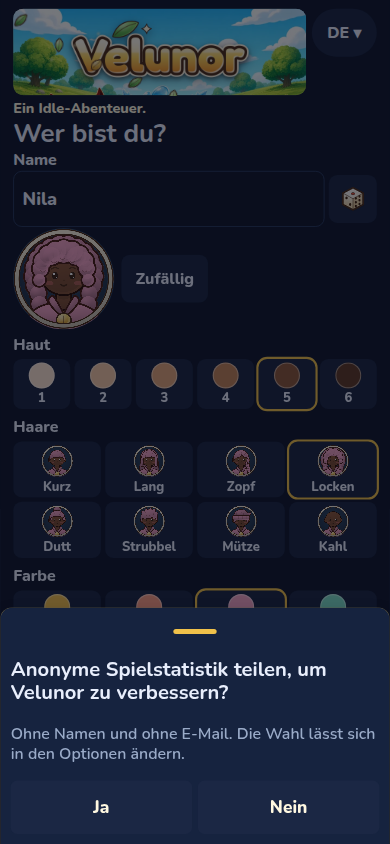 Velunor
DE ▾
Ein Idle-Abenteuer.
Wer bist du?
Name
Nila
Zufällig
Haut
1 2 3 4 5 6
Haare
Kurz Lang Zopf Locken
Dutt Strubbel Mütze Kahl
Farbe
Anonyme Spielstatistik teilen, um
Velunor zu verbessern?
Ohne Namen und ohne E-Mail. Die Wahl lässt sich
in den Optionen ändern.
Ja Nein